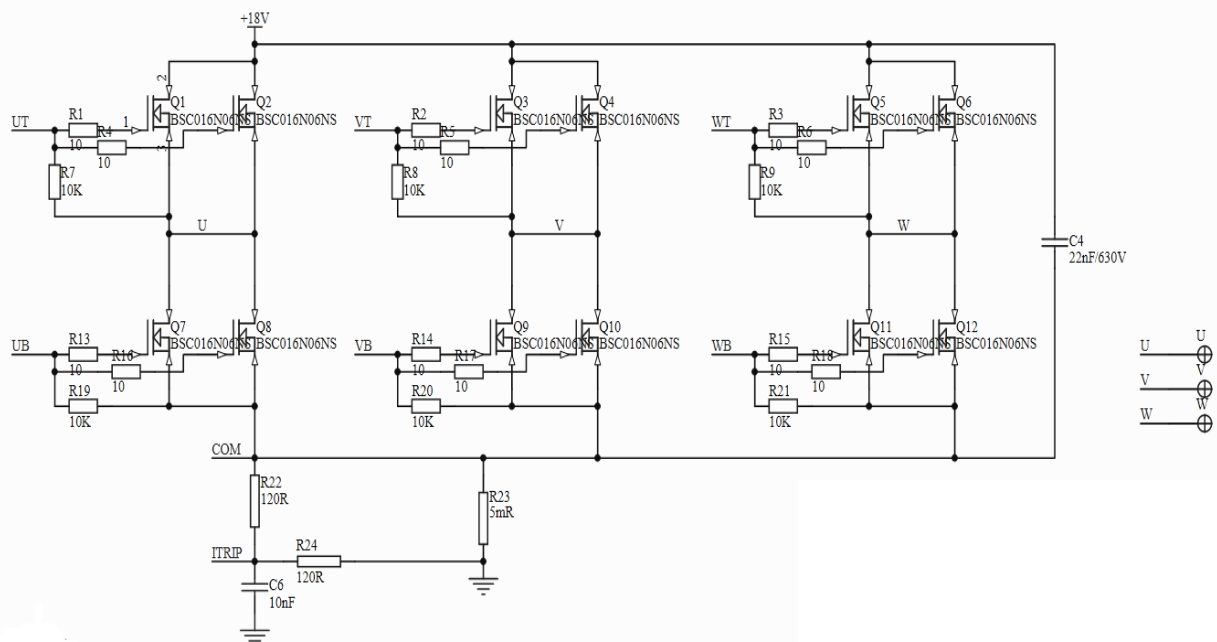 +18V
2
Q1
Q2
Q3
Q4
Q5
Q6
BSC016N06NS
BSC016N06NS
BSC016N06NS
BSC016N06NS
BSC016N06NS
BSC016N06NS
UT
R1
1
R4
10
10
3
VT
R2
R5
10
10
WT
R3
R6
10
10
R7
10K
R8
10K
R9
10K
U
V
W
C4
22nF/630V
Q7
Q8
Q9
Q10
Q11
Q12
BSC016N06NS
BSC016N06NS
BSC016N06NS
BSC016N06NS
BSC016N06NS
BSC016N06NS
UB
R13
R16
10
10
VB
R14
R17
10
10
WB
R15
R18
10
10
R19
10K
R20
10K
R21
10K
U
U
V
V
W
W
COM
R22
120R
R23
5mR
ITRIP
R24
120R
C6
10nF